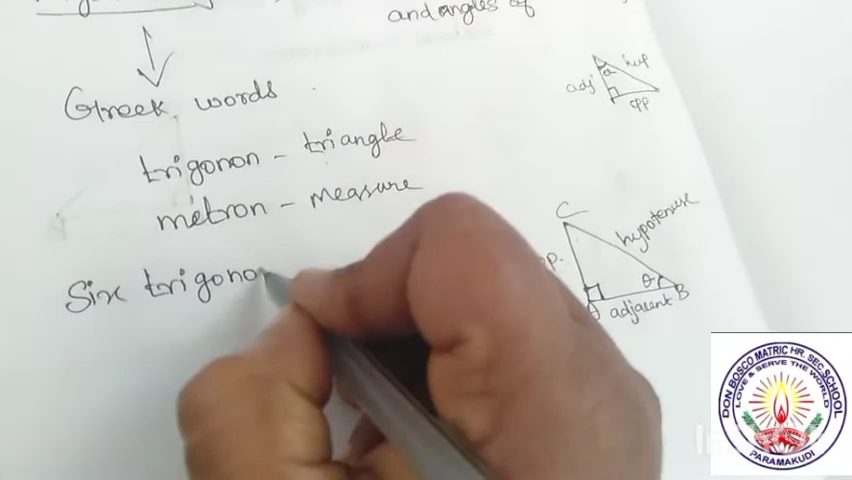 and angles of
Greek words
trigonon - triangle
metron - measure
Six trigono
adj
hyp
opp
α
C
hypotenuse
pp.
θ
adjacent B
DON BOSCO MATRIC HR. SEC. SCHOOL
LOVE & SERVE THE WORLD
PARAMAKUDI